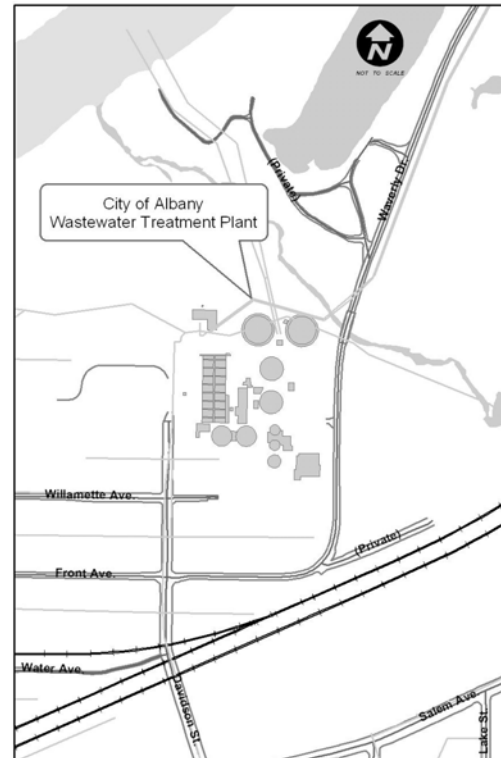 N
NOT TO SCALE
(Private)
Waverly Dr.
City of Albany
Wastewater Treatment Plant
Willamette Ave.
(Private)
Front Ave.
Water Ave.
Davidson St.
Salem Ave
Lake St.